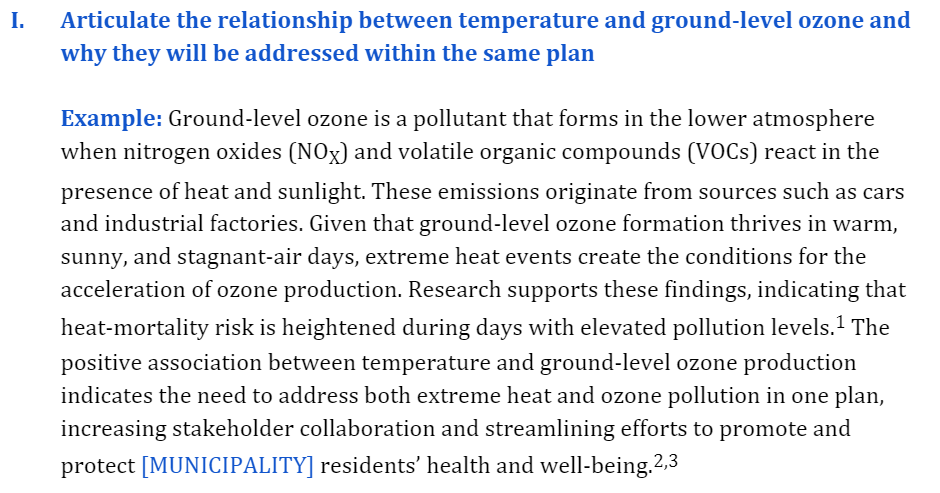 I. Articulate the relationship between temperature and ground-level ozone and
why they will be addressed within the same plan
Example: Ground-level ozone is a pollutant that forms in the lower atmosphere
when nitrogen oxides (NOX) and volatile organic compounds (VOCs) react in the
presence of heat and sunlight. These emissions originate from sources such as cars
and industrial factories. Given that ground-level ozone formation thrives in warm,
sunny, and stagnant-air days, extreme heat events create the conditions for the
acceleration of ozone production. Research supports these findings, indicating that
heat-mortality risk is heightened during days with elevated pollution levels.1 The
positive association between temperature and ground-level ozone production
indicates the need to address both extreme heat and ozone pollution in one plan,
increasing stakeholder collaboration and streamlining efforts to promote and
protect [MUNICIPALITY] residents’ health and well-being.2,3